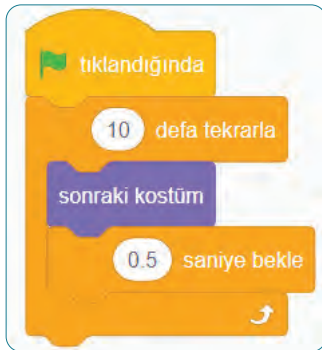 tıklandığında
10 defa tekrarla
sonraki kostüm
0.5 saniye bekle